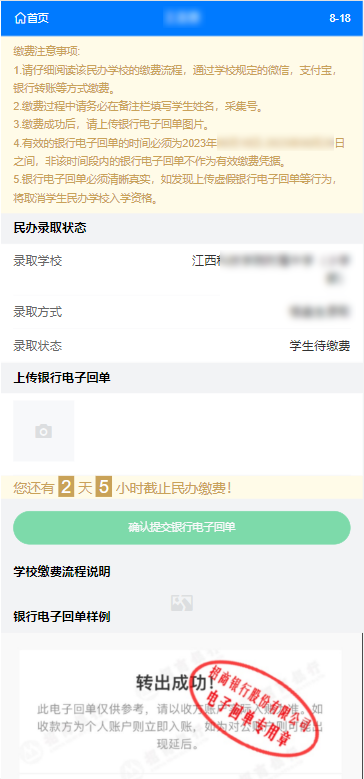 首页
8-18
缴费注意事项:
1.请仔细阅读该民办学校的缴费流程，通过学校规定的微信，支付宝，
银行转账等方式缴费。
2.缴费过程中请务必在备注栏填写学生姓名，采集号。
3.缴费成功后，请上传银行电子回单图片。
4.有效的银行电子回单的时间必须为2023年
日
之间，非该时间段内的银行电子回单不作为有效缴费凭据。
5.银行电子回单必须清晰真实，如发现上传虚假银行电子回单等行为，
将取消学生民办学校入学资格。
民办录取状态
录取学校 江西
录取方式
录取状态 学生待缴费
上传银行电子回单
您还有 2 天 5 小时截止民办缴费！
确认提交银行电子回单
学校缴费流程说明
银行电子回单样例
转出成功！
此电子回单仅供参考，请以收方账户实际入账为准。如
收款方为个人账户则立即入账，如为对公账户则可能出
现延后。
招商银行股份有限公司
电子回单专用章